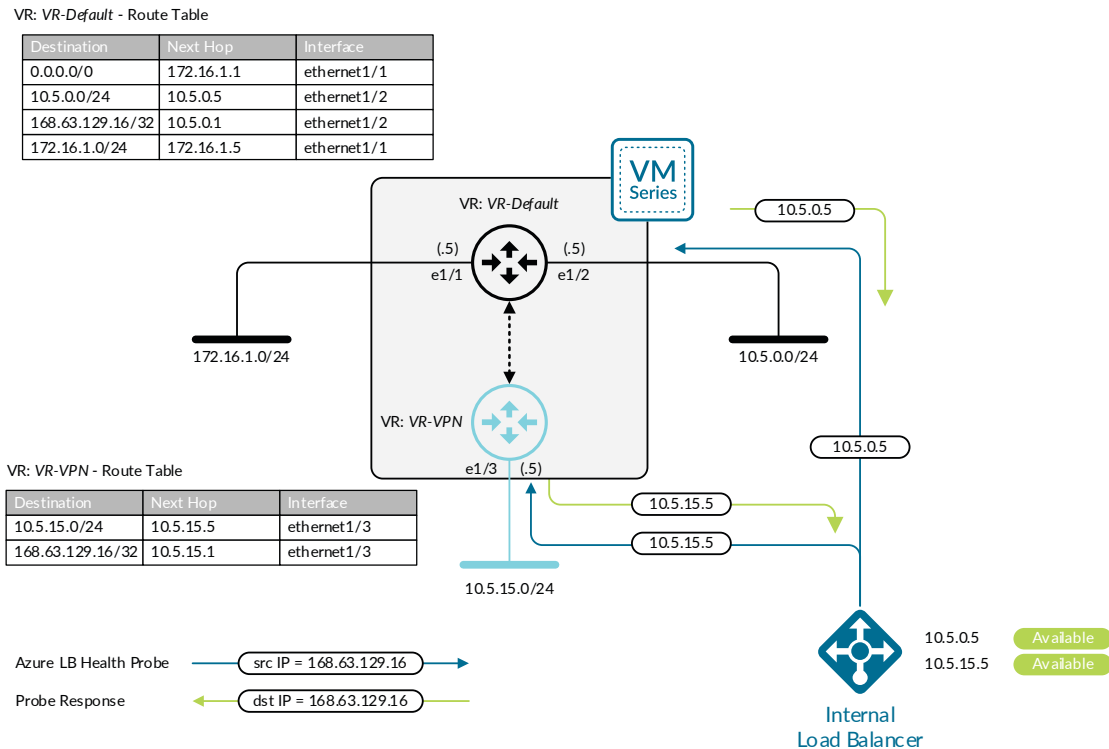 VR: VR-Default - Route Table
Destination Next Hop Interface
0.0.0.0/0 172.16.1.1 ethernet1/1
10.5.0.0/24 10.5.0.5 ethernet1/2
168.63.129.16/32 10.5.0.1 ethernet1/2
172.16.1.0/24 172.16.1.5 ethernet1/1
VM
Series
VR: VR-Default
10.5.0.5
(.5) (.5)
e1/1 e1/2
172.16.1.0/24
10.5.0.0/24
VR: VR-VPN
10.5.0.5
e1/3 (.5)
VR: VR-VPN - Route Table
Destination Next Hop Interface
10.5.15.0/24 10.5.15.5 ethernet1/3
168.63.129.16/32 10.5.15.1 ethernet1/3
10.5.15.5
10.5.15.5
10.5.15.0/24
10.5.0.5 Available
10.5.15.5 Available
Azure LB Health Probe src IP = 168.63.129.16
Probe Response dst IP = 168.63.129.16
Internal
Load Balancer